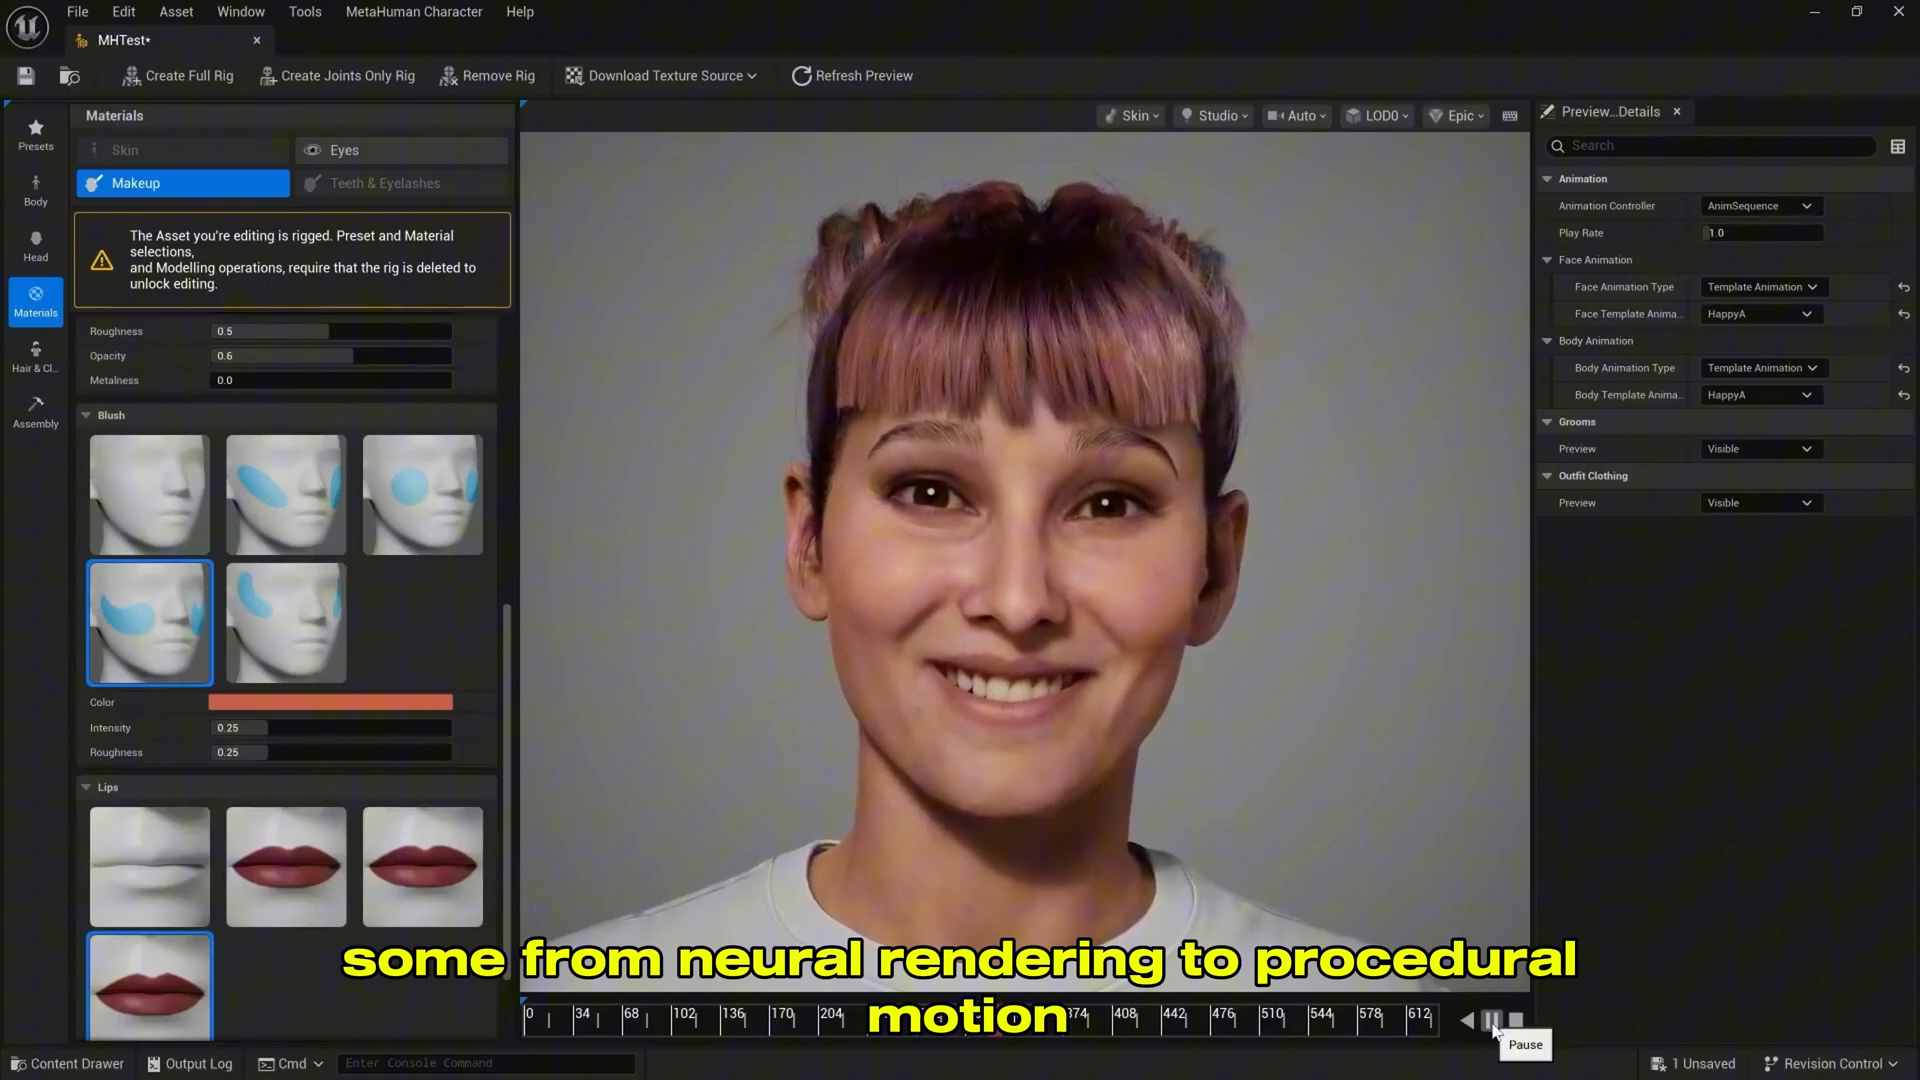 File Edit Asset Window Tools MetaHuman Character Help
MHTest*
Create Full Rig Create Joints Only Rig Remove Rig Download Texture Source Refresh Preview
Presets
Body
Head
Materials
Hair & Cl...
Assembly
Materials
Skin Eyes
Makeup Teeth & Eyelashes
The Asset you're editing is rigged. Preset and Material
selections,
and Modelling operations, require that the rig is deleted to
unlock editing.
Roughness 0.5
Opacity 0.6
Metalness 0.0
Blush
Color
Intensity 0.25
Roughness 0.25
Lips
Skin Studio Auto LOD0 Epic
Preview...Details
Search
Animation
Animation Controller AnimSequence
Play Rate 1.0
Face Animation
Face Animation Type Template Animation
Face Template Anima... HappyA
Body Animation
Body Animation Type Template Animation
Body Template Anima... HappyA
Grooms
Preview Visible
Outfit Clothing
Preview Visible
some from neural rendering to procedural
motion
0 34 68 102 136 170 204 374 408 442 476 510 544 578 612
Pause
Content Drawer Output Log Cmd Enter Console Command 1 Unsaved Revision Control